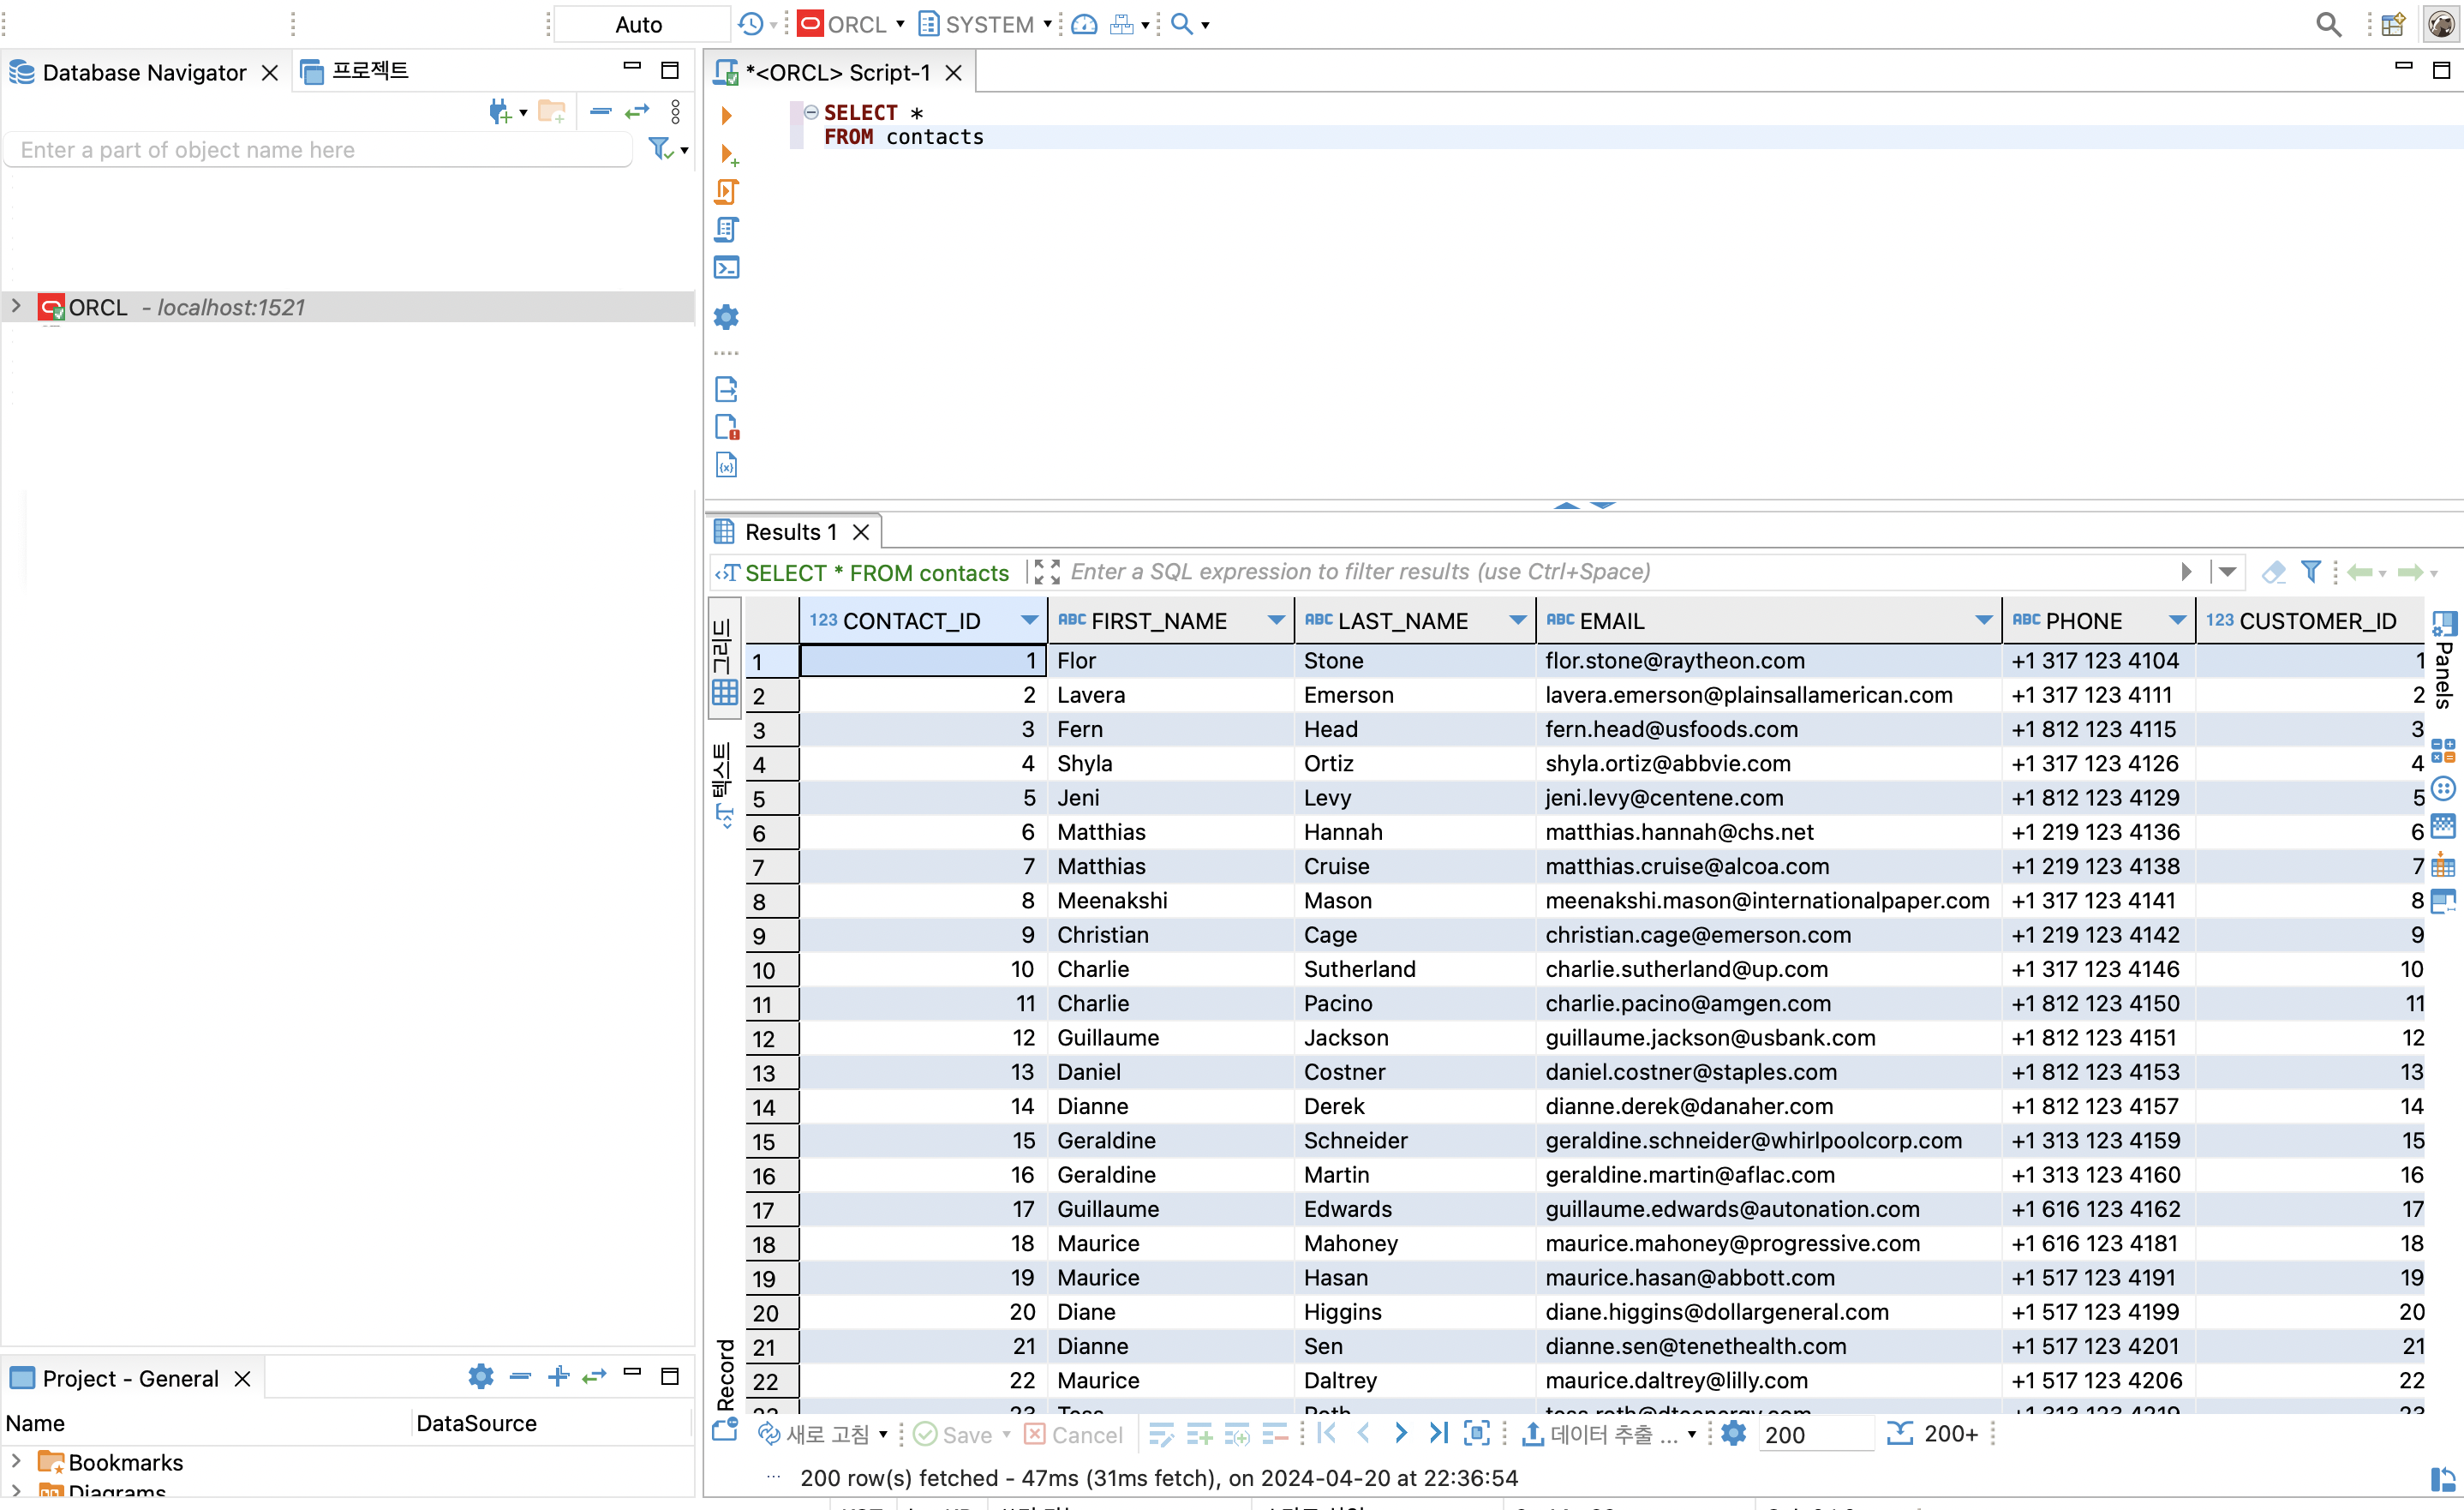 Auto ORCL SYSTEM
Database Navigator 프로젝트
*<ORCL> Script-1
SELECT *
FROM contacts
Enter a part of object name here
ORCL - localhost:1521
Results 1
SELECT * FROM contacts Enter a SQL expression to filter results (use Ctrl+Space)
그리드
텍스트
Record
Panels
123 CONTACT_ID ABC FIRST_NAME ABC LAST_NAME ABC EMAIL ABC PHONE 123 CUSTOMER_ID
1 1 Flor Stone flor.stone@raytheon.com +1 317 123 4104 1
2 2 Lavera Emerson lavera.emerson@plainsallamerican.com +1 317 123 4111 2
3 3 Fern Head fern.head@usfoods.com +1 812 123 4115 3
4 4 Shyla Ortiz shyla.ortiz@abbvie.com +1 317 123 4126 4
5 5 Jeni Levy jeni.levy@centene.com +1 812 123 4129 5
6 6 Matthias Hannah matthias.hannah@chs.net +1 219 123 4136 6
7 7 Matthias Cruise matthias.cruise@alcoa.com +1 219 123 4138 7
8 8 Meenakshi Mason meenakshi.mason@internationalpaper.com +1 317 123 4141 8
9 9 Christian Cage christian.cage@emerson.com +1 219 123 4142 9
10 10 Charlie Sutherland charlie.sutherland@up.com +1 317 123 4146 10
11 11 Charlie Pacino charlie.pacino@amgen.com +1 812 123 4150 11
12 12 Guillaume Jackson guillaume.jackson@usbank.com +1 812 123 4151 12
13 13 Daniel Costner daniel.costner@staples.com +1 812 123 4153 13
14 14 Dianne Derek dianne.derek@danaher.com +1 812 123 4157 14
15 15 Geraldine Schneider geraldine.schneider@whirlpoolcorp.com +1 313 123 4159 15
16 16 Geraldine Martin geraldine.martin@aflac.com +1 313 123 4160 16
17 17 Guillaume Edwards guillaume.edwards@autonation.com +1 616 123 4162 17
18 18 Maurice Mahoney maurice.mahoney@progressive.com +1 616 123 4181 18
19 19 Maurice Hasan maurice.hasan@abbott.com +1 517 123 4191 19
20 20 Diane Higgins diane.higgins@dollargeneral.com +1 517 123 4199 20
21 21 Dianne Sen dianne.sen@tenethealth.com +1 517 123 4201 21
22 22 Maurice Daltrey maurice.daltrey@lilly.com +1 517 123 4206 22
새로 고침 Save Cancel 데이터 추출 ... 200 200+
200 row(s) fetched - 47ms (31ms fetch), on 2024-04-20 at 22:36:54
Project - General
Name DataSource
Bookmarks
Diagrams